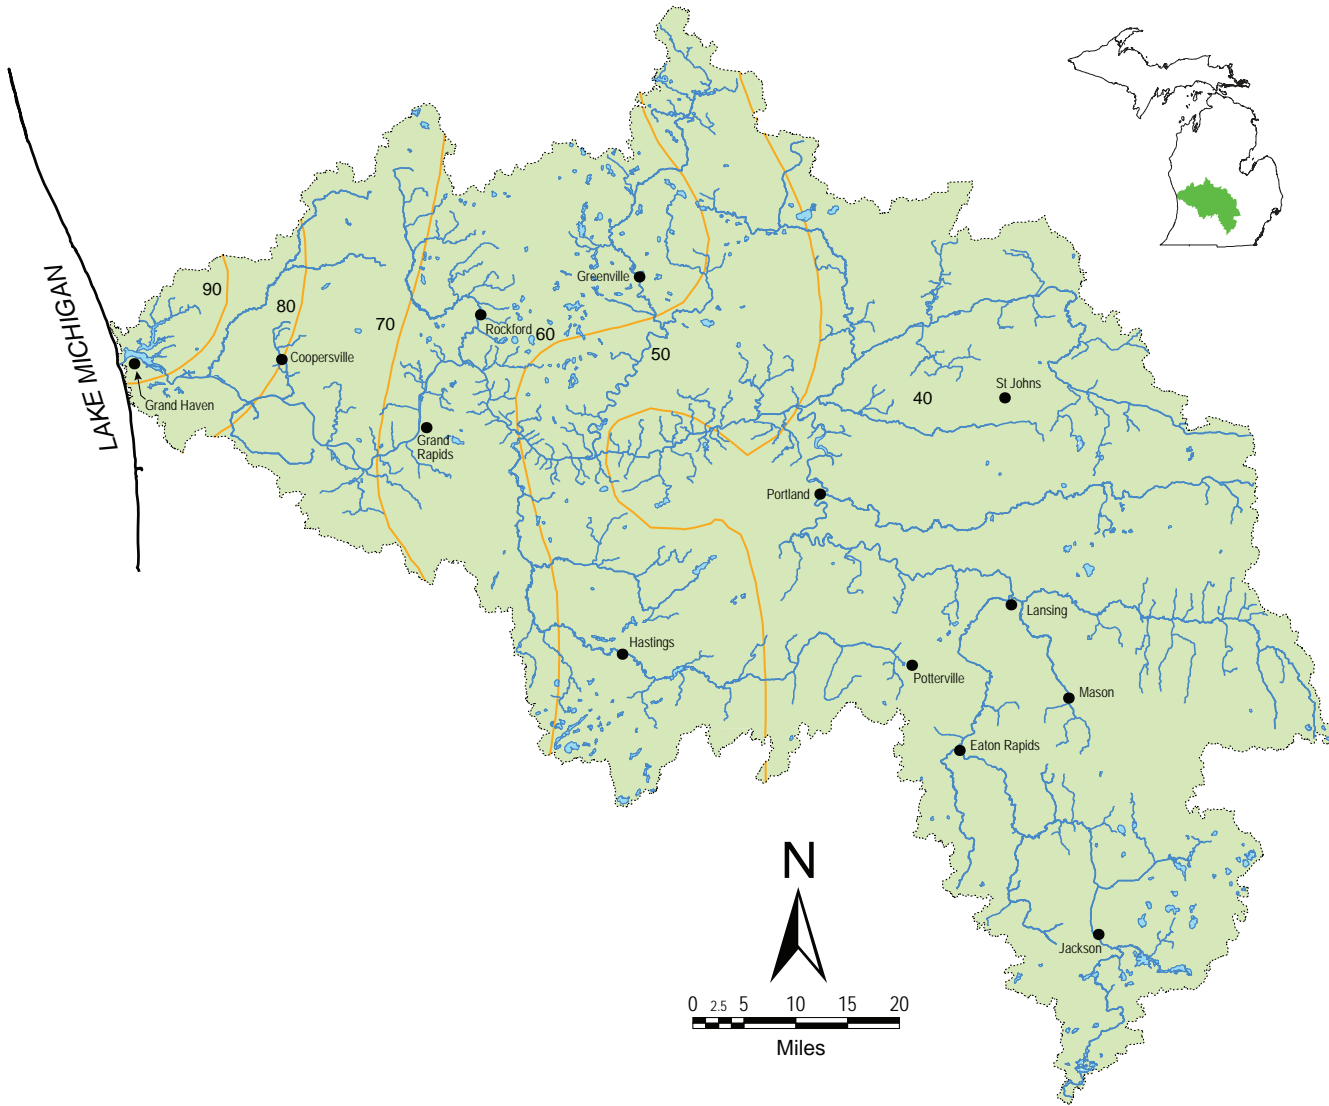 LAKE MICHIGAN
90
80
70
60
50
40
Greenville
Rockford
Coopersville
Grand Haven
St Johns
Grand
Rapids
Portland
Lansing
Hastings
Potterville
Mason
Eaton Rapids
Jackson
N
0 2.5 5 10 15 20
Miles